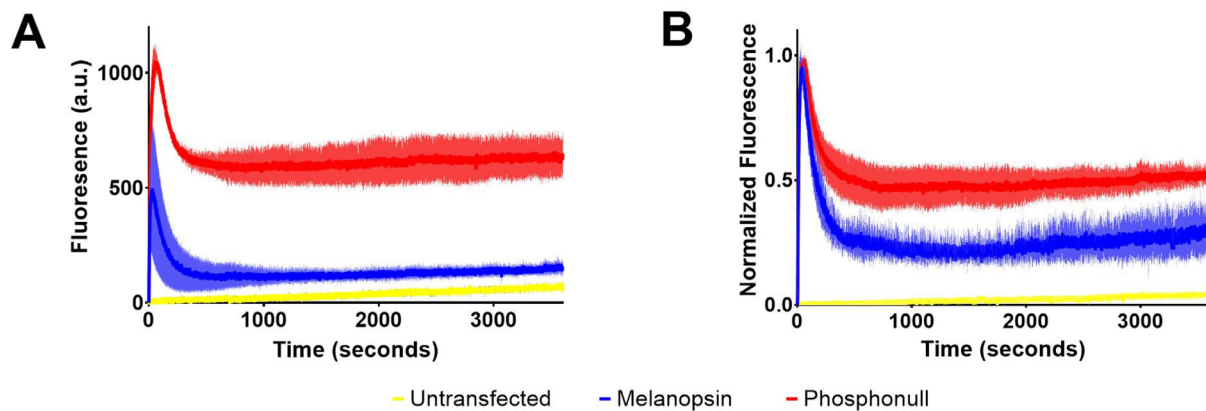 A
Fluoresence (a.u.)
1000
500
0
0 1000 2000 3000
Time (seconds)
B
Normalized Fluorescence
1.0
0.5
0.0
0 1000 2000 3000
Time (seconds)
Untransfected Melanopsin Phosphonull